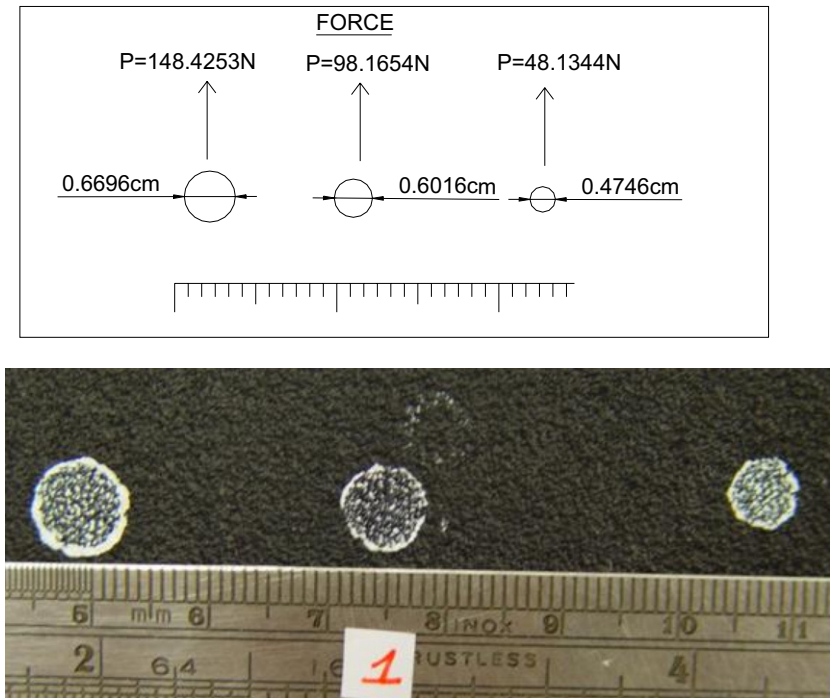 FORCE
P=148.4253N P=98.1654N P=48.1344N
0.6696cm 0.6016cm 0.4746cm
5 mm 6 7 8 INOX 9 10 11
2 64 1 RUSTLESS 4